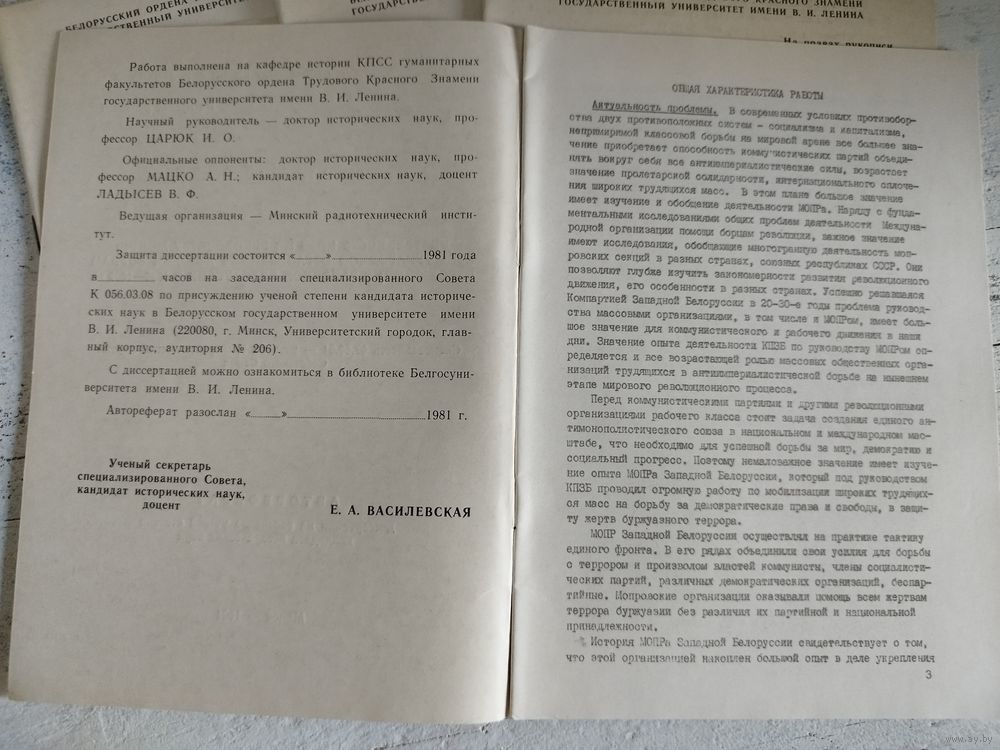 БЕЛОРУССКИЙ ОРДЕНА
СТВЕННЫЙ УНИВЕРСИТЕТ
ГОСУДАРСТВЕН
КРАСНОГО ЗНАМЕНИ
ГОСУДАРСТВЕННЫЙ УНИВЕРСИТЕТ ИМЕНИ В. И. ЛЕНИНА
На правах рукописи
Работа выполнена на кафедре истории КПСС гуманитарных
факультетов Белорусского ордена Трудового Красного Знамени
государственного университета имени В. И. Ленина.
Научный руководитель — доктор исторических наук, про-
фессор ЦАРЮК И. О.
Официальные оппоненты: доктор исторических наук, про-
фессор МАЦКО А. Н.; кандидат исторических наук, доцент
ЛАДЫСЕВ В. Ф.
Ведущая организация — Минский радиотехнический инсти-
тут.
Защита диссертации состоится «......»......1981 года
в......часов на заседании специализированного Совета
К 056.03.08 по присуждению ученой степени кандидата историче-
ских наук в Белорусском государственном университете имени
В. И. Ленина (220080, г. Минск, Университетский городок, глав-
ный корпус, аудитория № 206).
С диссертацией можно ознакомиться в библиотеке Белгосуни-
верситета имени В. И. Ленина.
Автореферат разослан «......»......1981 г.
Ученый секретарь
специализированного Совета,
кандидат исторических наук,
доцент
Е. А. ВАСИЛЕВСКАЯ
ОБЩАЯ ХАРАКТЕРИСТИКА РАБОТЫ
Актуальность проблемы. В современных условиях противобор-
ства двух противоположных систем - социализма и капитализма,
непримиримой классовой борьбы на мировой арене все большее зна-
чение приобретает способность коммунистических партий объеди-
нять вокруг себя все антиимпериалистические силы, возрастает
значение пролетарской солидарности, интернационального сплоче-
ния широких трудящихся масс. В этом плане большое значение
имеет изучение и обобщение деятельности МОПРа. Наряду с фунда-
ментальными исследованиями общих проблем деятельности Междуна-
родной организации помощи борцам революции, важное значение
имеют исследования, обобщающие многогранную деятельность моп-
ровских секций в разных странах, союзных республиках СССР. Они
позволяют глубже изучить закономерности развития революционного
движения, его особенности в разных странах. Успешно решавшаяся
Компартией Западной Белоруссии в 20-30-е годы проблема руковод-
ства массовыми организациями, в том числе и МОПРом, имеет боль-
шое значение для коммунистического и рабочего движения в наши
дни. Значение опыта деятельности КПЗБ по руководству МОПРом оп-
ределяется и все возрастающей ролью массовых общественных орга-
низаций трудящихся в антиимпериалистической борьбе на нынешнем
этапе мирового революционного процесса.
Перед коммунистическими партиями и другими революционными
организациями рабочего класса стоит задача создания единого ан-
тимонополистического союза в национальном и международном мас-
штабе, что необходимо для успешной борьбы за мир, демократию и
социальный прогресс. Поэтому немаловажное значение имеет изуче-
ние опыта МОПРа Западной Белоруссии, который под руководством
КПЗБ проводил огромную работу по мобилизации широких трудящих-
ся масс на борьбу за демократические права и свободы, в защи-
ту жертв буржуазного террора.
МОПР Западной Белоруссии осуществлял на практике тактику
единого фронта. В его рядах объединили свои усилия для борьбы
с террором и произволом властей коммунисты, члены социалисти-
ческих партий, различных демократических организаций, беспар-
тийные. Мопровские организации оказывали помощь всем жертвам
террора буржуазии без различия их партийной и национальной
принадлежности.
История МОПРа Западной Белоруссии свидетельствует о том,
что этой организацией накоплен большой опыт в деле укрепления
3
www.ay.by